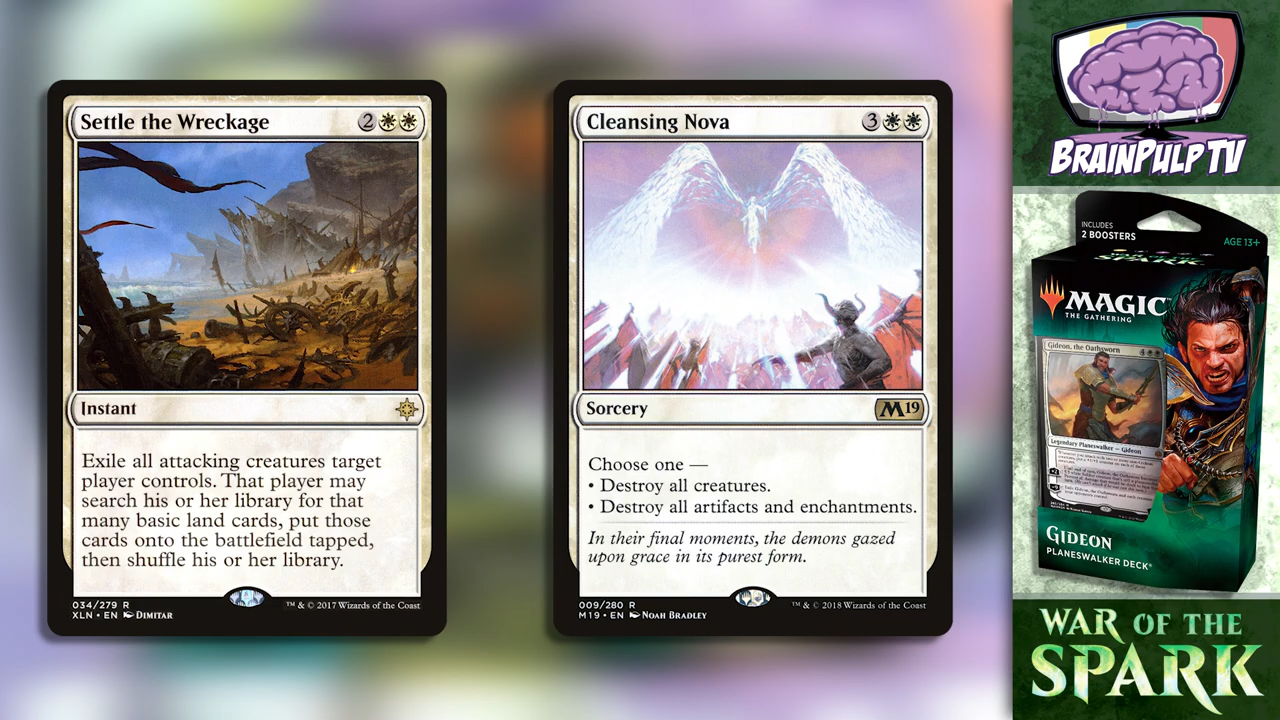 Settle the Wreckage 2
Instant
Exile all attacking creatures target
player controls. That player may
search his or her library for that
many basic land cards, put those
cards onto the battlefield tapped,
then shuffle his or her library.
034/279 R
XLN • EN Dimitar
™ & © 2017 Wizards of the Coast
Cleansing Nova 3
Sorcery
M19
Choose one —
• Destroy all creatures.
• Destroy all artifacts and enchantments.
In their final moments, the demons gazed
upon grace in its purest form.
009/280 R
M19 • EN Noah Bradley
™ & © 2018 Wizards of the Coast
BrainPulp TV
INCLUDES
2 BOOSTERS
AGE 13+
SPARK
MAGIC™
THE GATHERING
Gideon, the Oathsworn 4
Legendary Planeswalker — Gideon
GIDEON
PLANESWALKER DECK®
WAR OF THE
SPARK